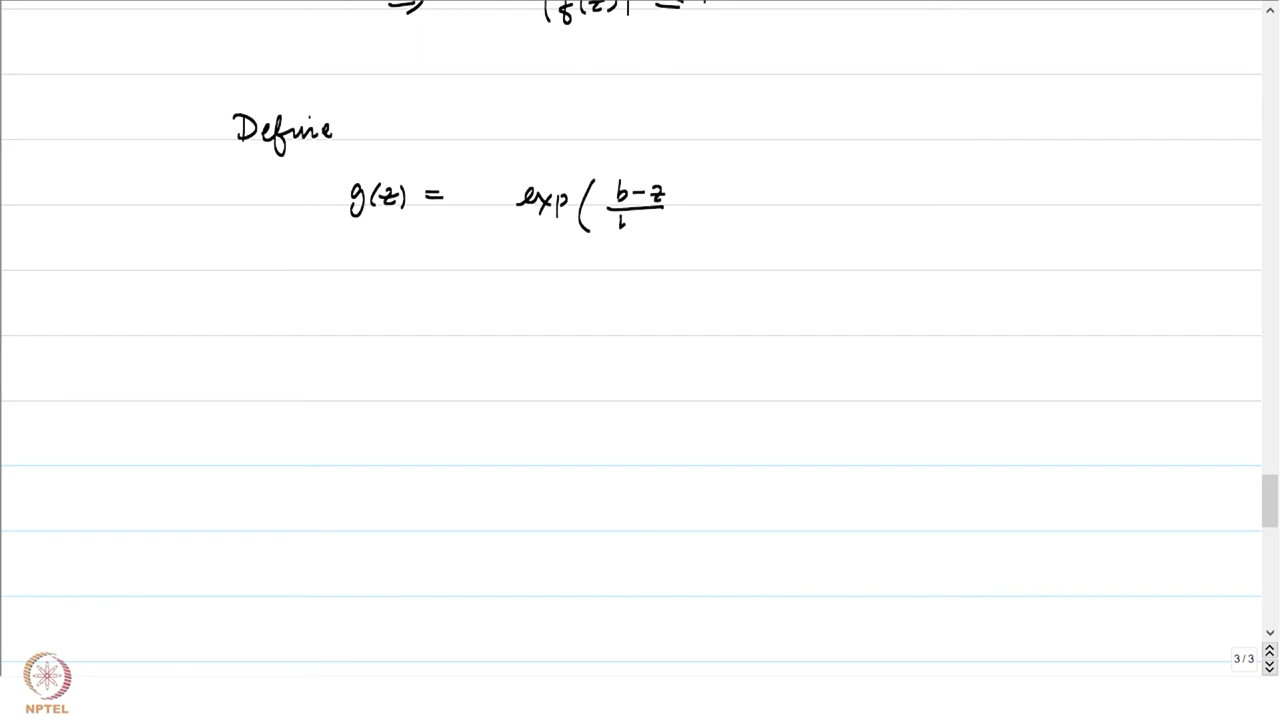 ⇒ |f(z)| =
Define
g(z) = exp( b-z / b
3 / 3
NPTEL